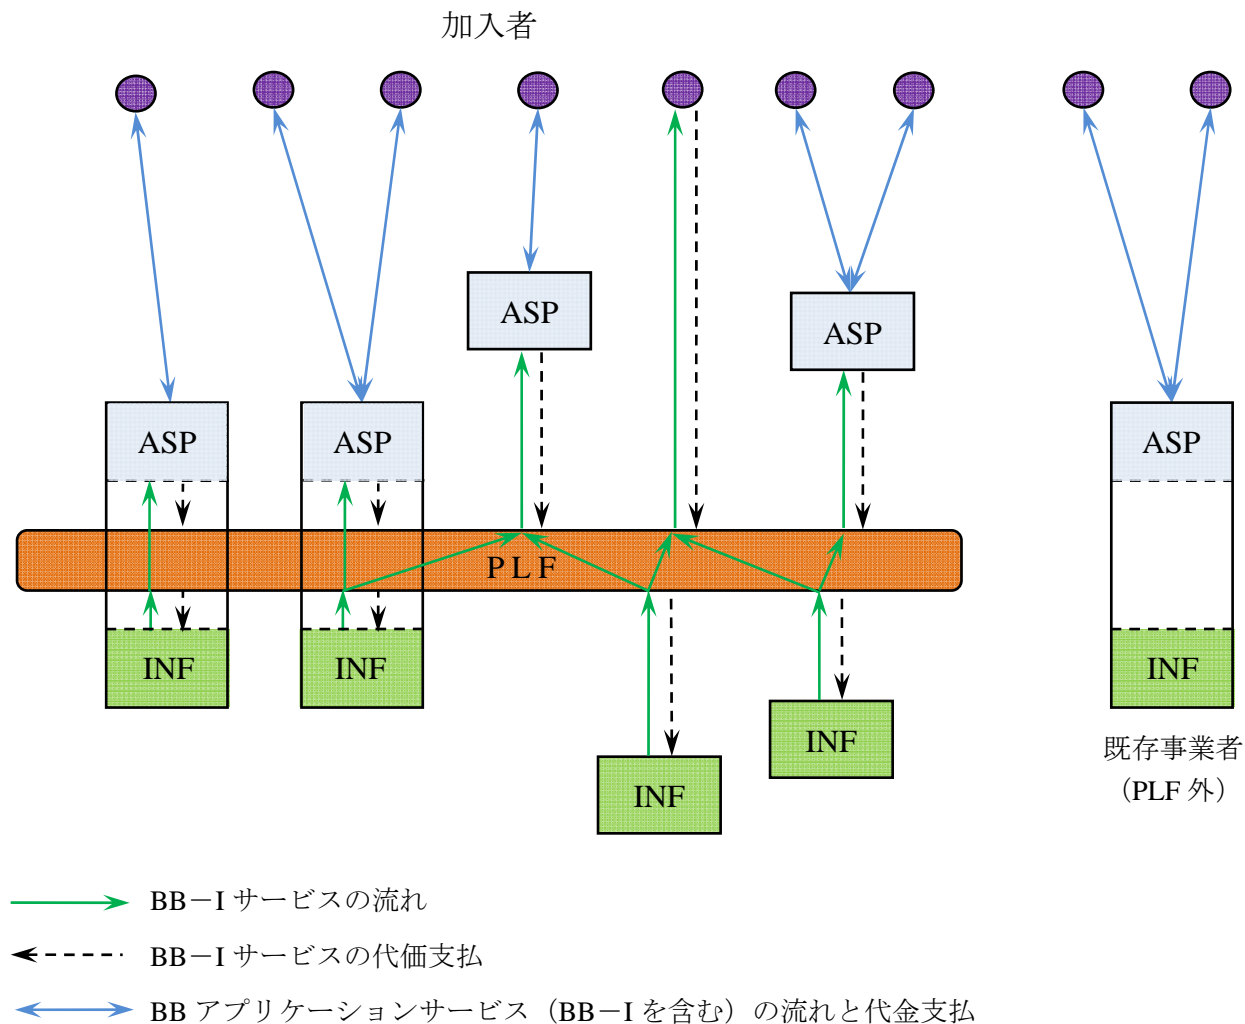 加入者
ASP
ASP
ASP
ASP
ASP
PLF
INF
INF
INF
INF
INF
既存事業者
（PLF 外）
BB－I サービスの流れ
BB－I サービスの代価支払
BB アプリケーションサービス（BB－I を含む）の流れと代金支払